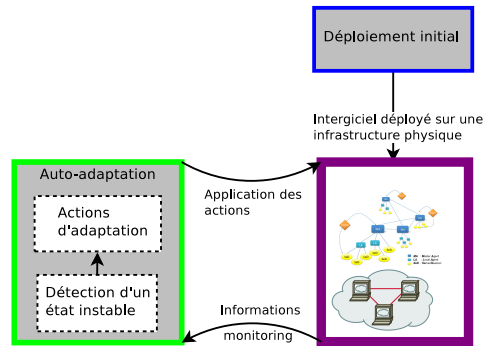 Déploiement initial
Intergiciel déployé sur une
infrastructure physique
Auto-adaptation
Actions
d'adaptation
Détection d'un
état instable
Application des
actions
Informations
monitoring